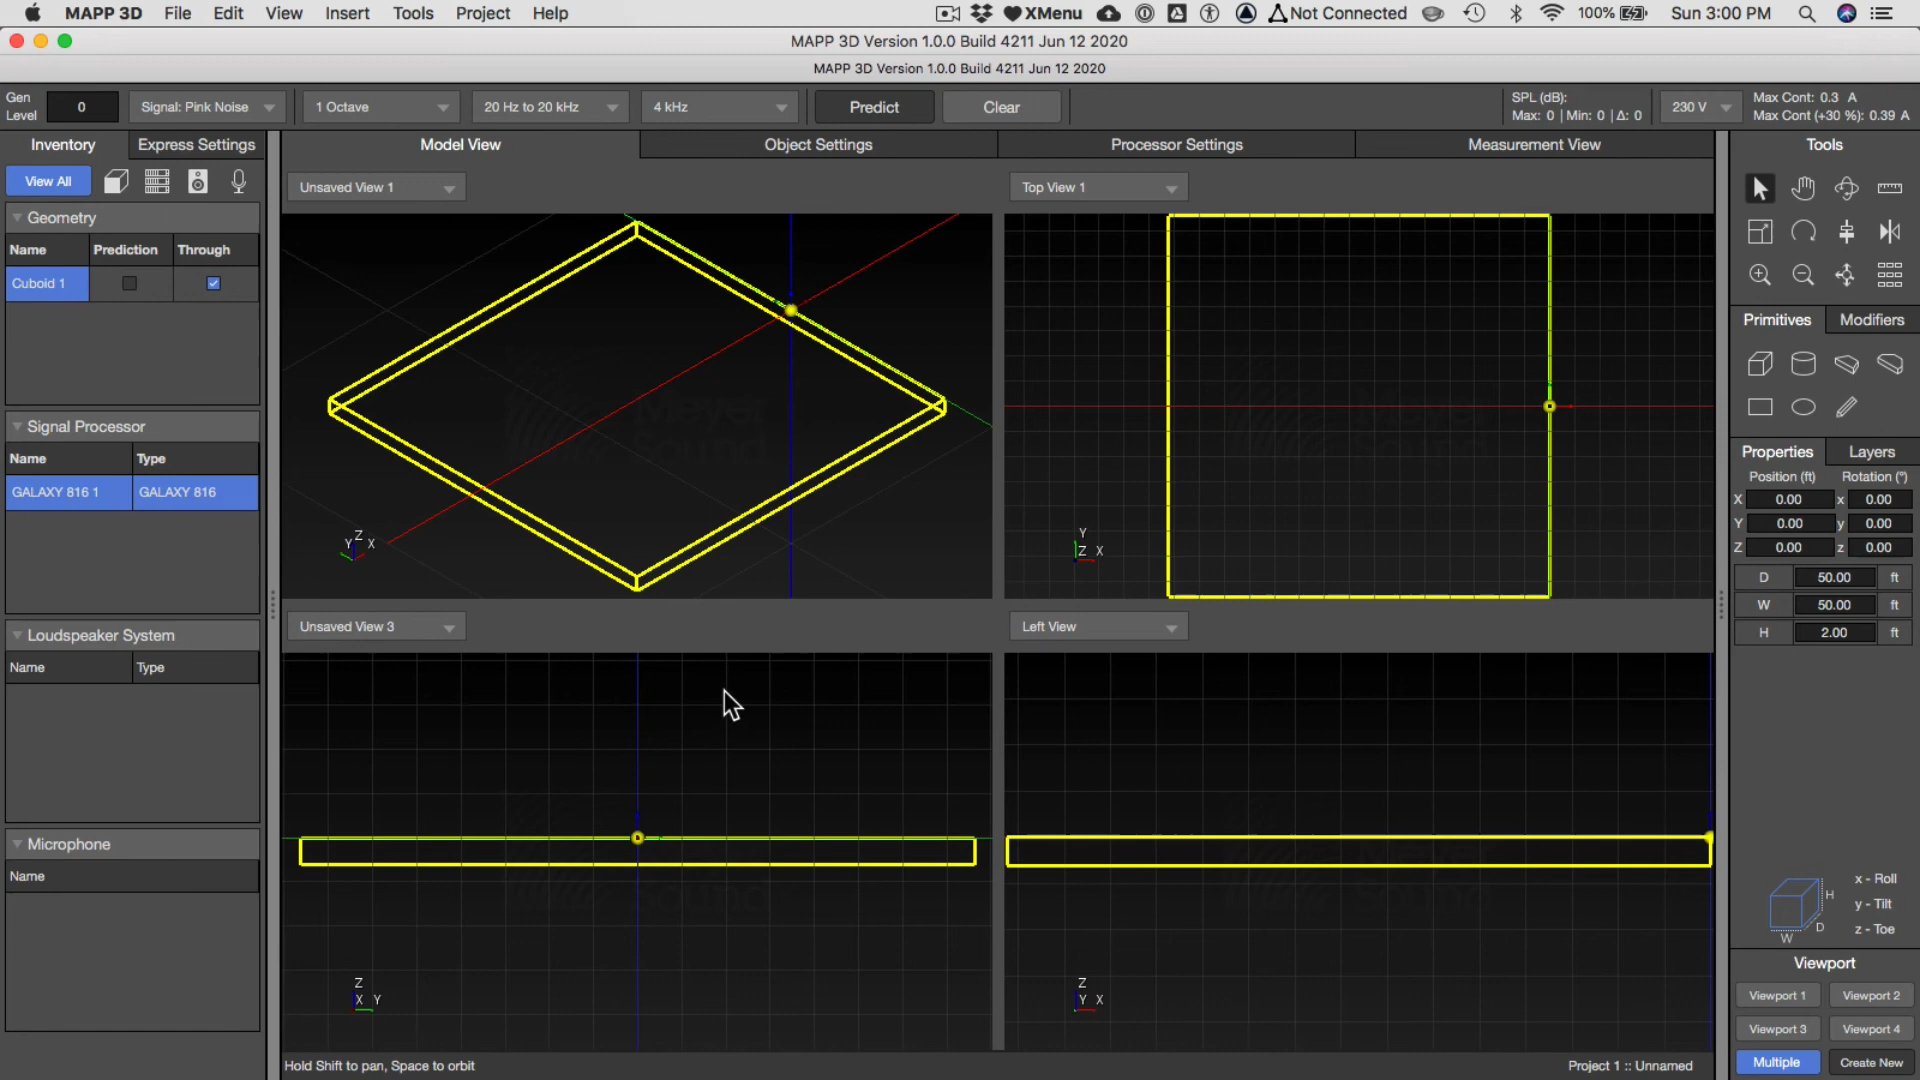 MAPP 3D File Edit View Insert Tools Project Help XMenu Not Connected 100% Sun 3:00 PM
MAPP 3D Version 1.0.0 Build 4211 Jun 12 2020
MAPP 3D Version 1.0.0 Build 4211 Jun 12 2020
Gen Level 0 Signal: Pink Noise 1 Octave 20 Hz to 20 kHz 4 kHz Predict Clear
SPL (dB):
Max: 0 | Min: 0 | Δ: 0
230 V
Max Cont: 0.3 A
Max Cont (+30 %): 0.39 A
Inventory Express Settings
Model View Object Settings Processor Settings Measurement View
View All
Geometry
Name Prediction Through
Cuboid 1
Signal Processor
Name Type
GALAXY 816 1 GALAXY 816
Loudspeaker System
Name Type
Microphone
Name
Unsaved View 1
Z
Y X
Top View 1
Meyer
Sound
Y
Z X
Unsaved View 3
Z
X Y
Left View
Z
Y X
Hold Shift to pan, Space to orbit
Project 1 :: Unnamed
Tools
Primitives Modifiers
Properties Layers
Position (ft) Rotation (°)
X 0.00 x 0.00
Y 0.00 y 0.00
Z 0.00 z 0.00
D 50.00 ft
W 50.00 ft
H 2.00 ft
H
D
W
x - Roll
y - Tilt
z - Toe
Viewport
Viewport 1 Viewport 2
Viewport 3 Viewport 4
Multiple Create New